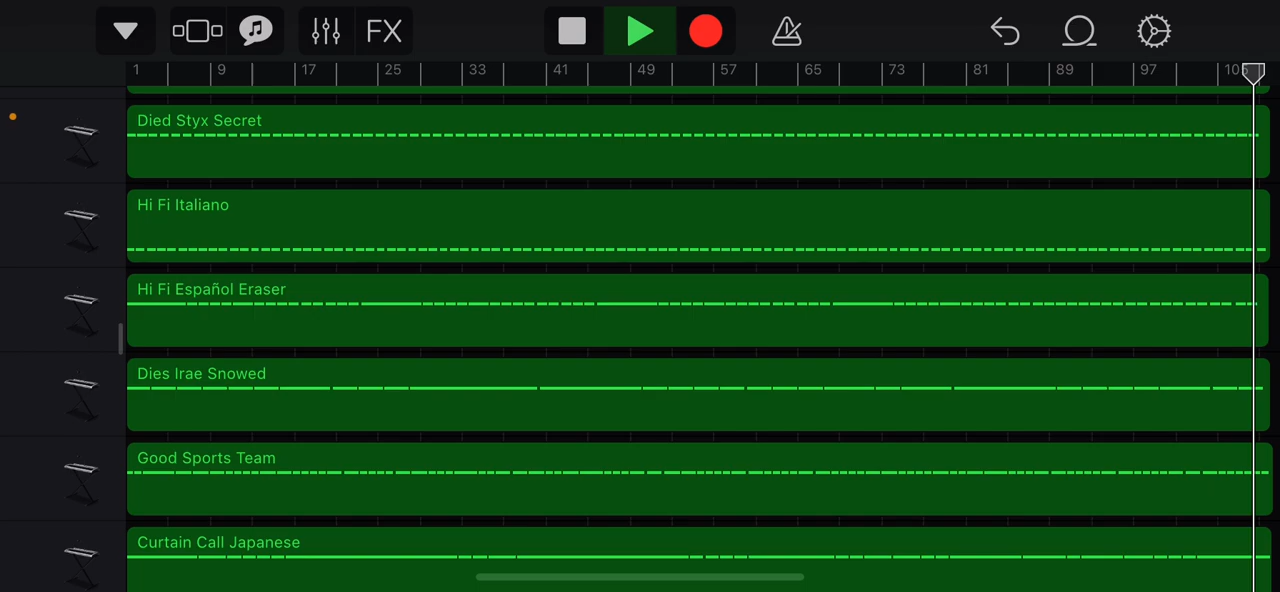 FX
1 9 17 25 33 41 49 57 65 73 81 89 97
Died Styx Secret
Hi Fi Italiano
Hi Fi Español Eraser
Dies Irae Snowed
Good Sports Team
Curtain Call Japanese